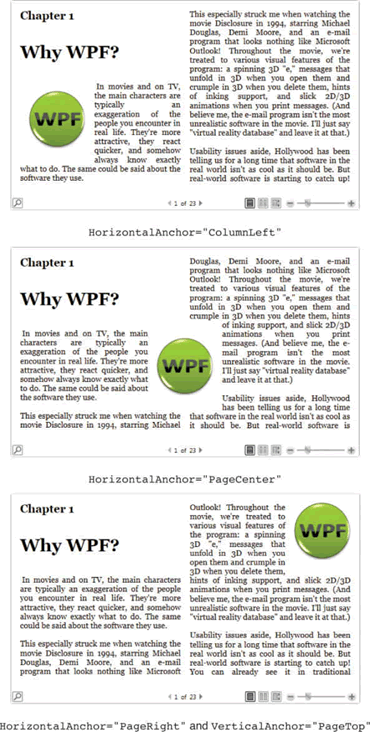 Chapter 1
Why WPF?
WPF
In movies and on TV,
the main characters are
typically an
exaggeration of the
people you encounter in
real life. They're more
attractive, they react
quicker, and somehow
always know exactly
what to do. The same could be said about the
software they use.
This especially struck me when watching the
movie Disclosure in 1994, starring Michael
Douglas, Demi Moore, and an e-mail
program that looks nothing like Microsoft
Outlook! Throughout the movie, we're
treated to various visual features of the
program: a spinning 3D "e," messages that
unfold in 3D when you open them and
crumple in 3D when you delete them, hints
of inking support, and slick 2D/3D
animations when you print messages. (And
believe me, the e-mail program isn't the most
unrealistic software in the movie. I'll just say
"virtual reality database" and leave it at that.)
Usability issues aside, Hollywood has been
telling us for a long time that software in the
real world isn't as cool as it should be. But
real-world software is starting to catch up!
1 of 23
HorizontalAnchor="ColumnLeft"
Chapter 1
Why WPF?
In movies and on TV, the main
characters are typically an
exaggeration of the people you
encounter in real life. They're more
attractive, they react quicker, and
somehow always know exactly what
to do. The same could be said about
the software they use.
This especially struck me when watching the
movie Disclosure in 1994, starring Michael
WPF
Douglas, Demi Moore, and an e-mail
program that looks nothing like Microsoft
Outlook! Throughout the movie, we're
treated to various visual features of the
program: a spinning 3D "e," messages that
unfold in 3D when you open them and
crumple in 3D when you delete them, hints
of inking support, and slick 2D/3D
animations when you print
messages. (And believe me, the e-
mail program isn't the most
unrealistic software in the movie.
I'll just say "virtual reality database"
and leave it at that.)
Usability issues aside, Hollywood
has been telling us for a long time
that software in the real world isn't as cool as
it should be. But real-world software is
1 of 23
HorizontalAnchor="PageCenter"
Chapter 1
Why WPF?
In movies and on TV, the main characters
are typically an exaggeration of the people
you encounter in real life. They're more
attractive, they react quicker, and somehow
always know exactly what to do. The same
could be said about the software they use.
This especially struck me when watching the
movie Disclosure in 1994, starring Michael
Douglas, Demi Moore, and an e-mail
program that looks nothing like Microsoft
Outlook! Throughout the
movie, we're treated to
various visual features of
the program: a spinning
3D "e," messages that
unfold in 3D when you
open them and crumple in
3D when you delete them,
hints of inking support, and slick 2D/3D
animations when you print messages. (And
believe me, the e-mail program isn't the most
unrealistic software in the movie. I'll just say
"virtual reality database" and leave it at that.)
Usability issues aside, Hollywood has been
telling us for a long time that software in the
real world isn't as cool as it should be. But
real-world software is starting to catch up!
You can already see it in traditional
WPF
1 of 23
HorizontalAnchor="PageRight" and VerticalAnchor="PageTop"